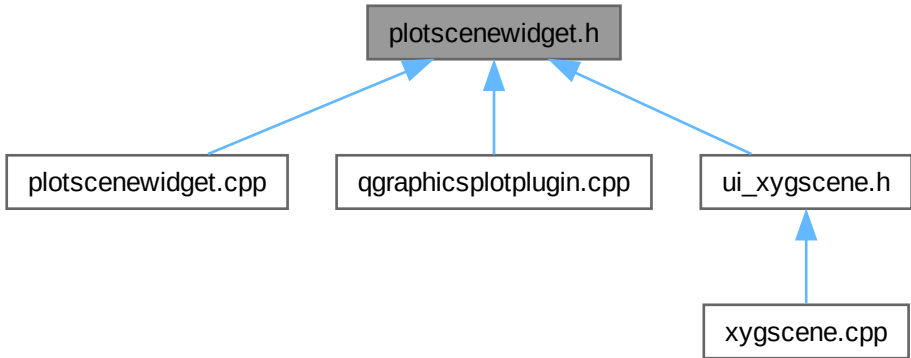 plotscenewidget.h
plotscenewidget.cpp
qgraphicsplotplugin.cpp
ui_xygscene.h
xygscene.cpp